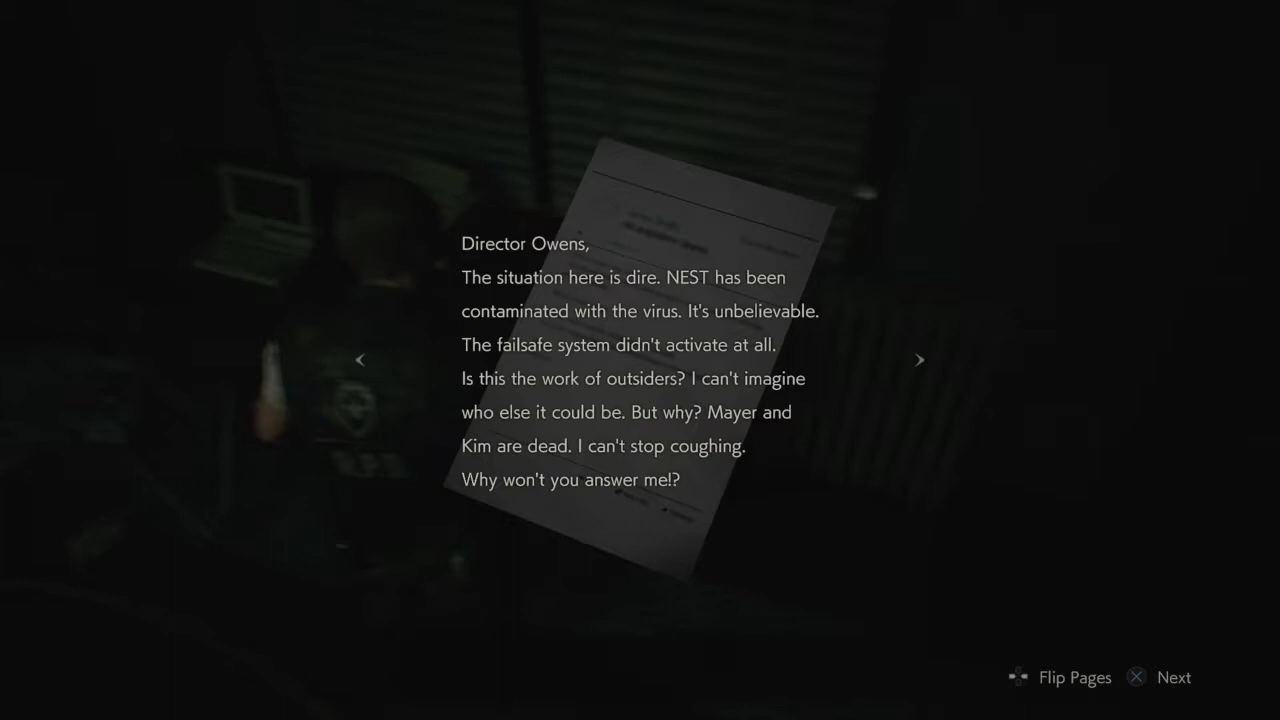 Director Owens,
The situation here is dire. NEST has been
contaminated with the virus. It's unbelievable.
The failsafe system didn't activate at all.
Is this the work of outsiders? I can't imagine
who else it could be. But why? Mayer and
Kim are dead. I can't stop coughing.
Why won't you answer me!?
Flip Pages Next